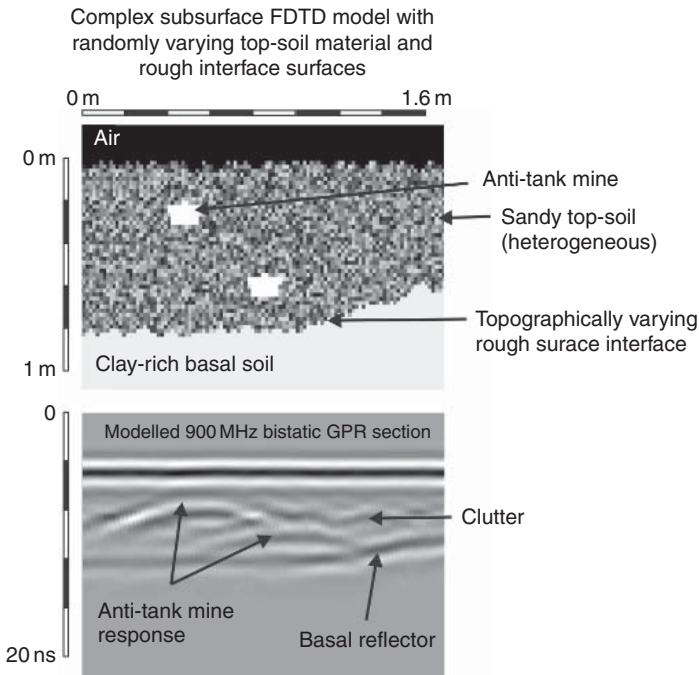 Complex subsurface FDTD model with
randomly varying top-soil material and
rough interface surfaces
0 m
1.6 m
Air
0 m
Anti-tank mine
Sandy top-soil
(heterogeneous)
Topographically varying
rough surace interface
Clay-rich basal soil
1 m
0
Modelled 900 MHz bistatic GPR section
Clutter
Anti-tank mine
response
Basal reflector
20 ns